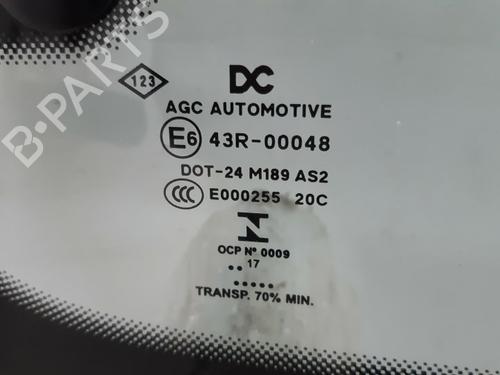 B-PARTS
123
DC
AGC AUTOMOTIVE
E6 43R-00048
DOT-24 M189 AS2
CCC E000255 20C
N
OCP Nº 0009
.. 17
.....
TRANSP. 70% MIN.